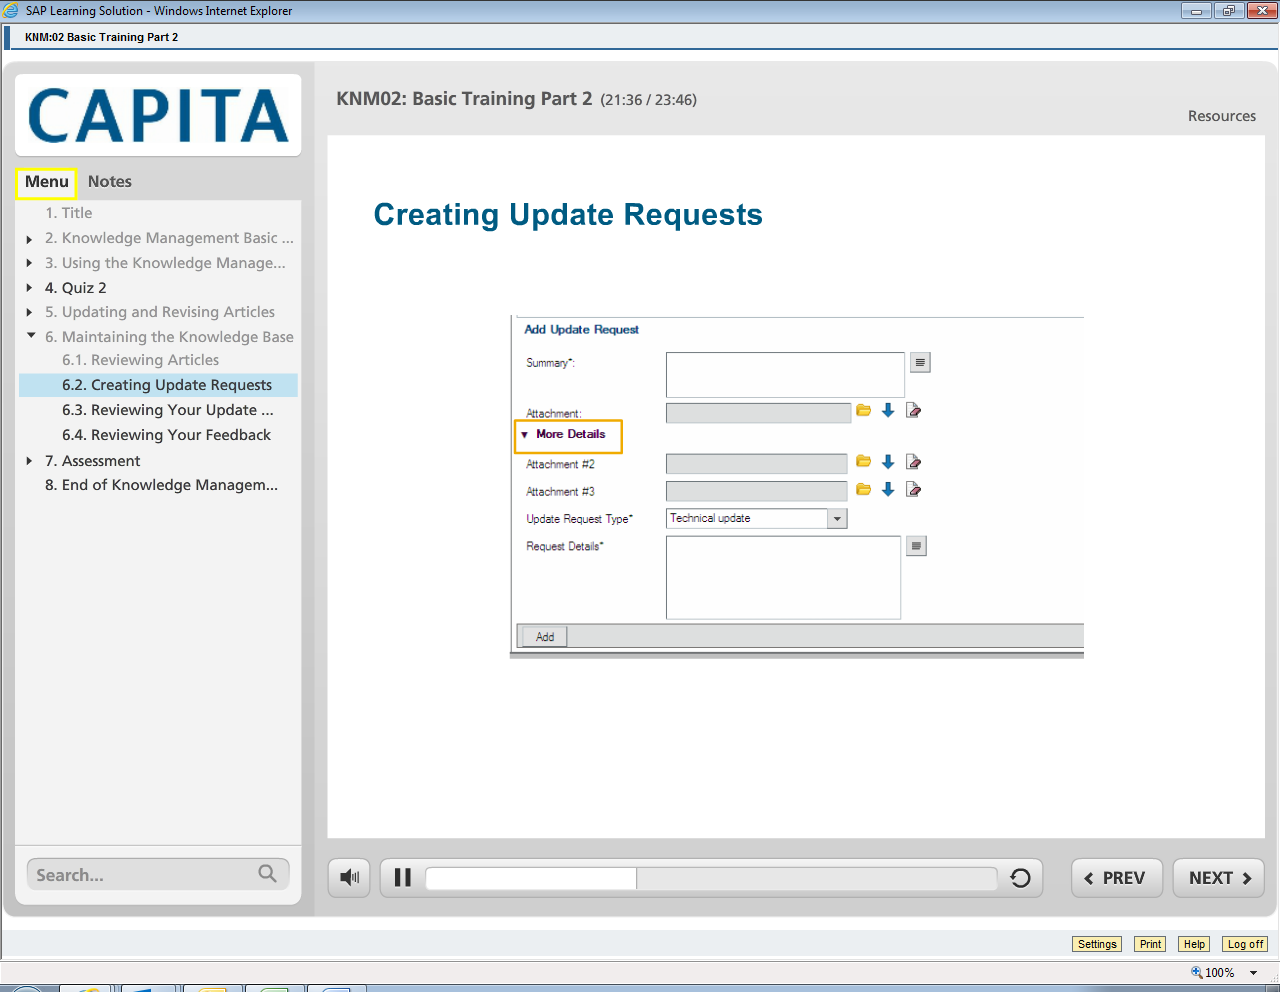 SAP Learning Solution - Windows Internet Explorer
KNM:02 Basic Training Part 2
CAPITA
KNM02: Basic Training Part 2 (21:36 / 23:46)
Resources
Menu Notes
1. Title
2. Knowledge Management Basic ...
3. Using the Knowledge Manage...
4. Quiz 2
5. Updating and Revising Articles
6. Maintaining the Knowledge Base
6.1. Reviewing Articles
6.2. Creating Update Requests
6.3. Reviewing Your Update ...
6.4. Reviewing Your Feedback
7. Assessment
8. End of Knowledge Managem...
Search...
Creating Update Requests
Add Update Request
Summary*:
Attachment:
More Details
Attachment #2
Attachment #3
Update Request Type* Technical update
Request Details*
Add
PREV NEXT
Settings Print Help Log off
100%